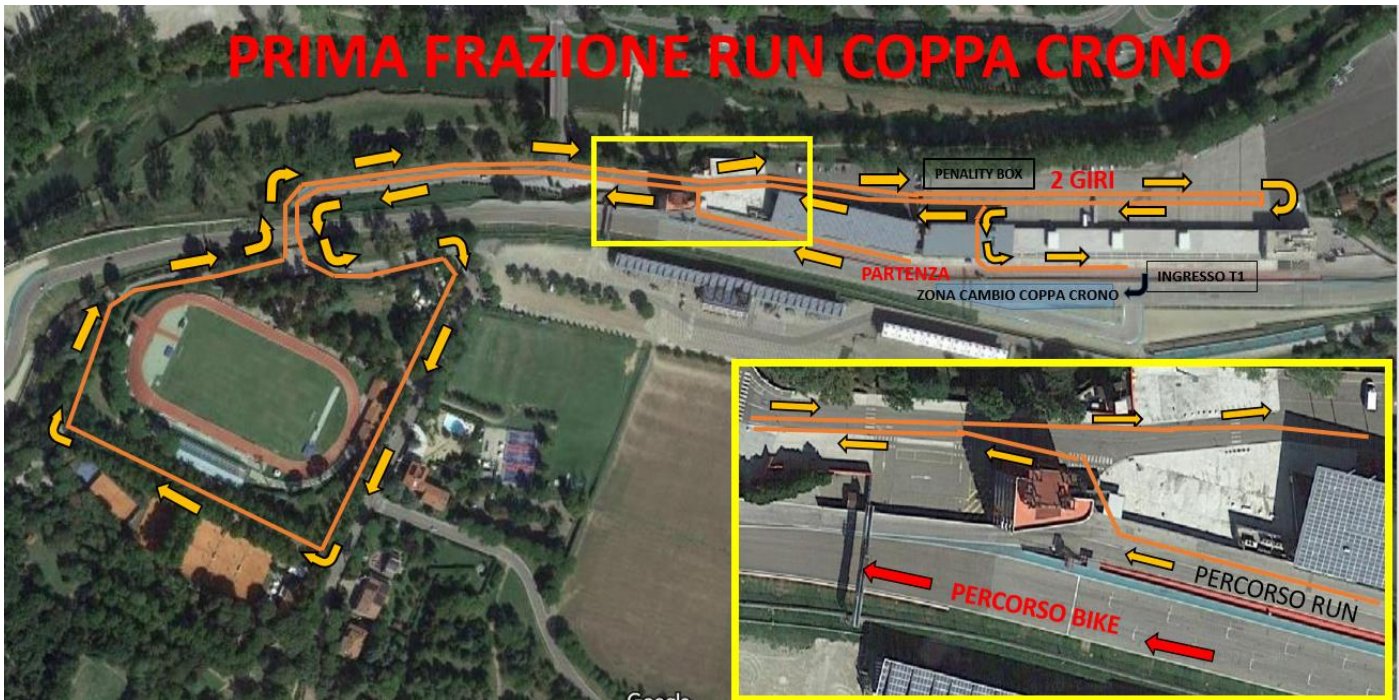 PRIMA FRAZIONE RUN COPPA CRONO
PENALITY BOX
2 GIRI
PARTENZA
INGRESSO T1
ZONA CAMBIO COPPA CRONO
PERCORSO RUN
PERCORSO BIKE
Google